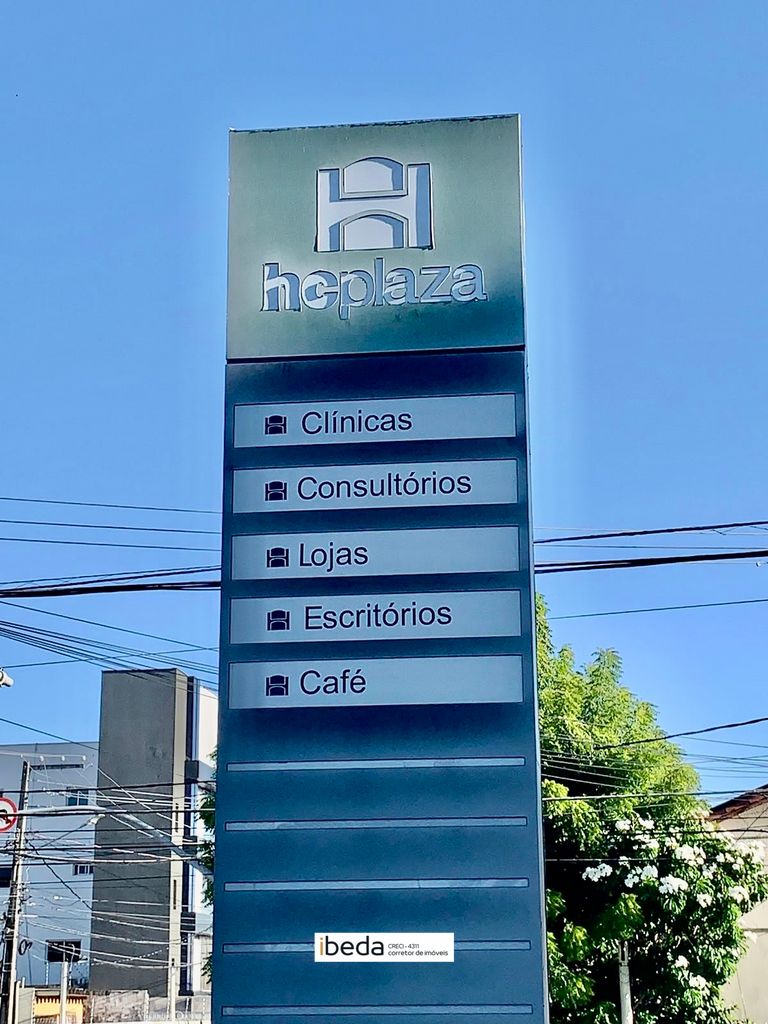 hcplaza
Clínicas
Consultórios
Lojas
Escritórios
Café
ibeda
CRECI - 4311
corretor de imóveis